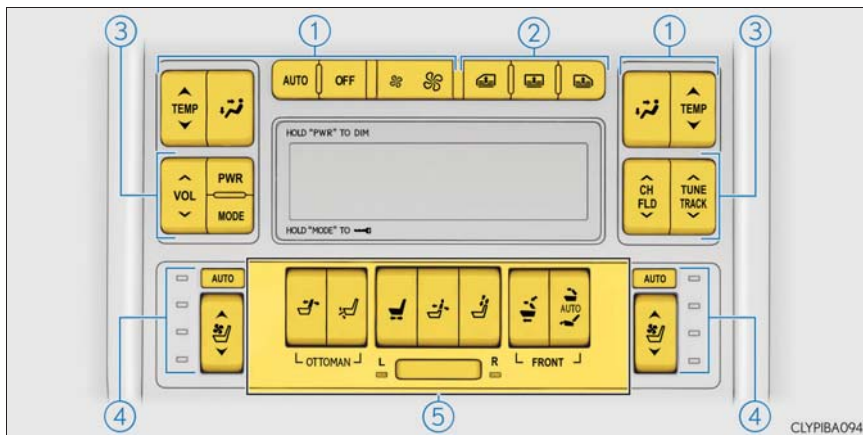 3 1 2 1 3
AUTO OFF
TEMP
TEMP
HOLD "PWR" TO DIM
VOL
PWR
MODE
CH
FLD
TUNE
TRACK
HOLD "MODE" TO
AUTO
AUTO
AUTO
OTTOMAN
L
R
FRONT
4 5 4
CLYPIBA094